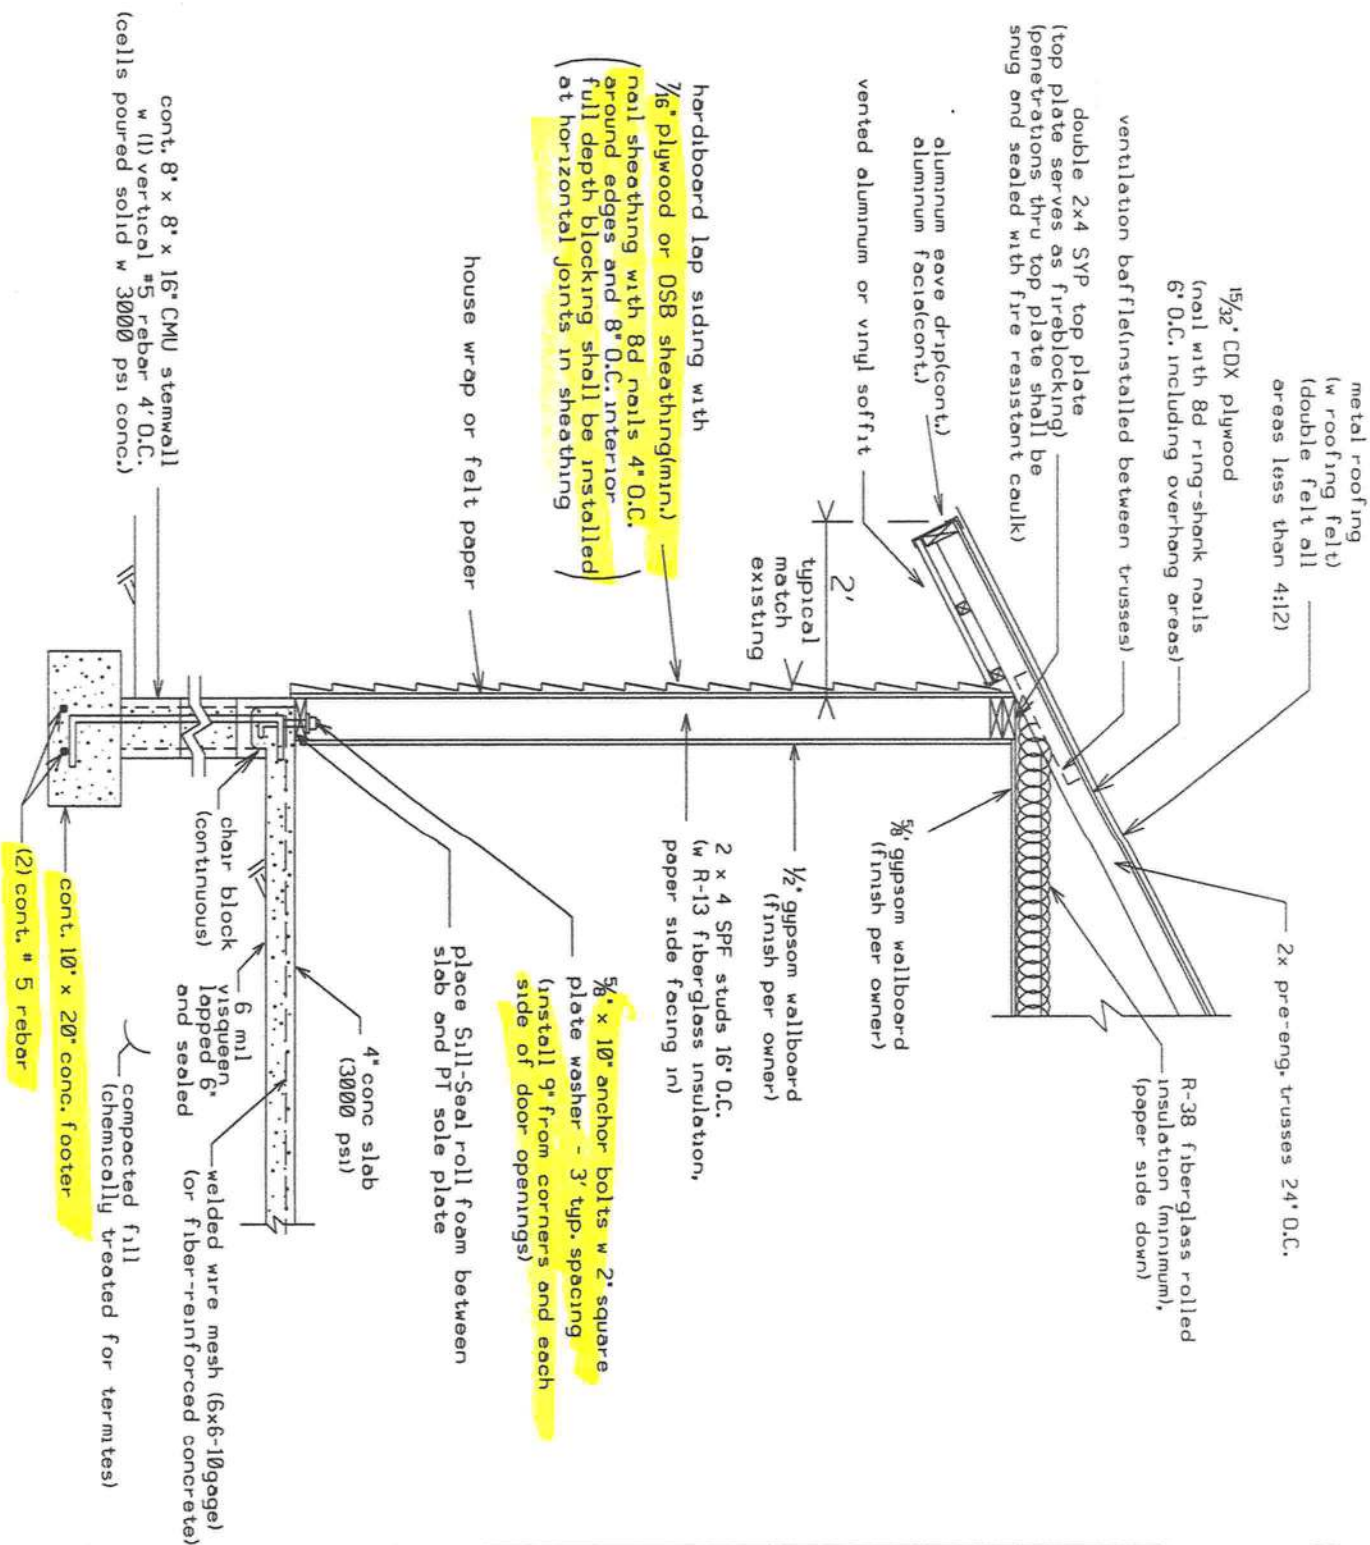 metal roofing
(w roofing felt)
(double felt all
areas less than 4:12)
15/32" CDX plywood
(nail with 8d ring-shank nails
6" O.C. including overhang areas)
ventilation baffle(installed between trusses)
double 2x4 SYP top plate
(top plate serves as fireblocking)
(penetrations thru top plate shall be
snug and sealed with fire resistant caulk)
aluminum eave drip(cont.)
aluminum facia(cont.)
vented aluminum or vinyl soffit
2'
typical
match
existing
hardiboard lap siding with
7/16" plywood or OSB sheathing(min.)
nail sheathing with 8d nails 4" O.C.
around edges and 8" O.C. interior
full depth blocking shall be installed
at horizontal joints in sheathing
house wrap or felt paper
cont. 8" x 8" x 16" CMU stemwall
w (1) vertical #5 rebar 4' O.C.
(cells poured solid w 3000 psi conc.)
2x pre-eng. trusses 24" O.C.
R-38 fiberglass rolled
insulation (minimum),
(paper side down)
5/8" gypsom wallboard
(finish per owner)
1/2" gypsom wallboard
(finish per owner)
2 x 4 SPF studs 16" O.C.
(w R-13 fiberglass insulation,
paper side facing in)
5/8" x 10" anchor bolts w 2" square
plate washer - 3' typ. spacing
(install 9" from corners and each
side of door openings)
place Sill-Seal roll foam between
slab and PT sole plate
4" conc slab
(3000 psi)
chair block
(continuous)
6 mil
visqueen
lapped 6"
and sealed
welded wire mesh (6x6-10gage)
(or fiber-reinforced concrete)
compacted fill
(chemically treated for termites)
cont. 10" x 20" conc. footer
(2) cont. # 5 rebar